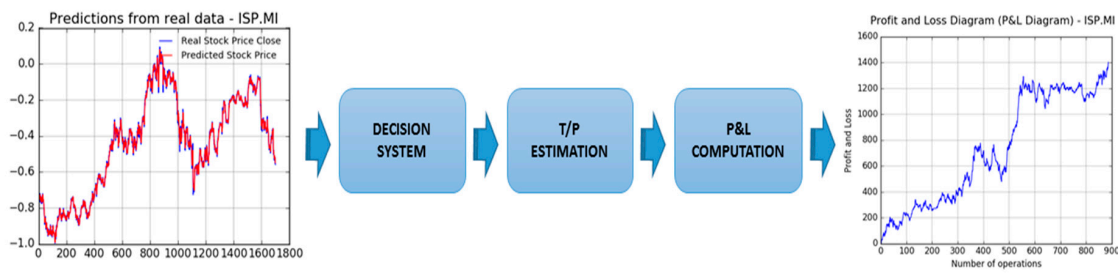 Predictions from real data - ISP.MI
Real Stock Price Close
Predicted Stock Price
0.2
0.0
−0.2
−0.4
−0.6
−0.8
−1.0
0 200 400 600 800 1000 1200 1400 1600 1800
DECISION
SYSTEM
T/P
ESTIMATION
P&L
COMPUTATION
Profit and Loss Diagram (P&L Diagram) - ISP.MI
Profit and Loss
1600
1400
1200
1000
800
600
400
200
0
0 100 200 300 400 500 600 700 800 900
Number of operations